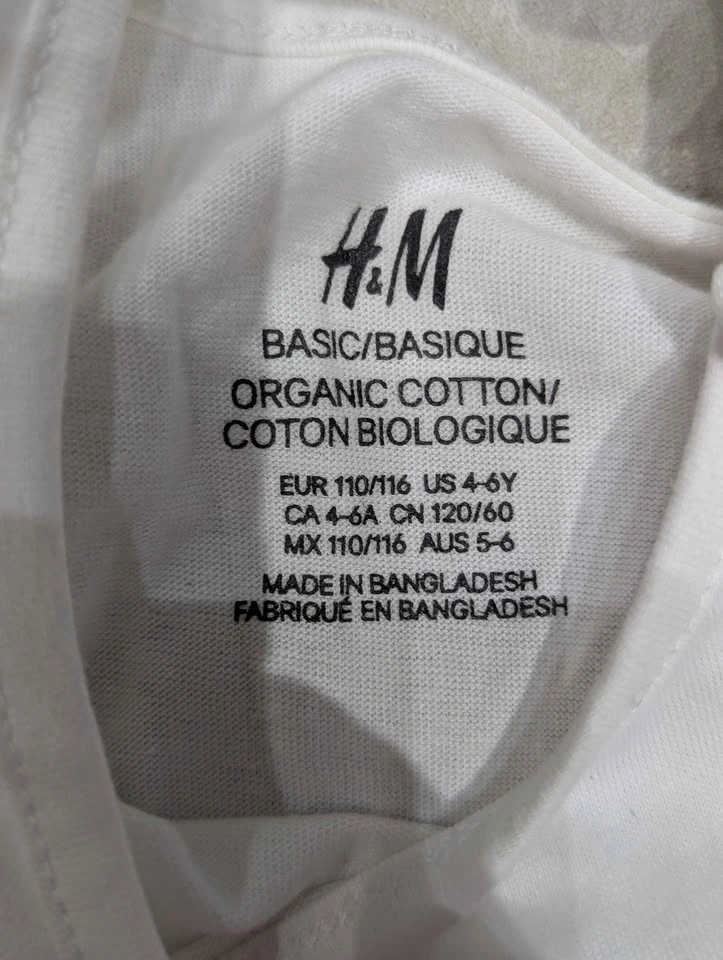 H&M
BASIC/BASIQUE
ORGANIC COTTON/
COTON BIOLOGIQUE
EUR 110/116 US 4-6Y
CA 4-6A CN 120/60
MX 110/116 AUS 5-6
MADE IN BANGLADESH
FABRIQUÉ EN BANGLADESH